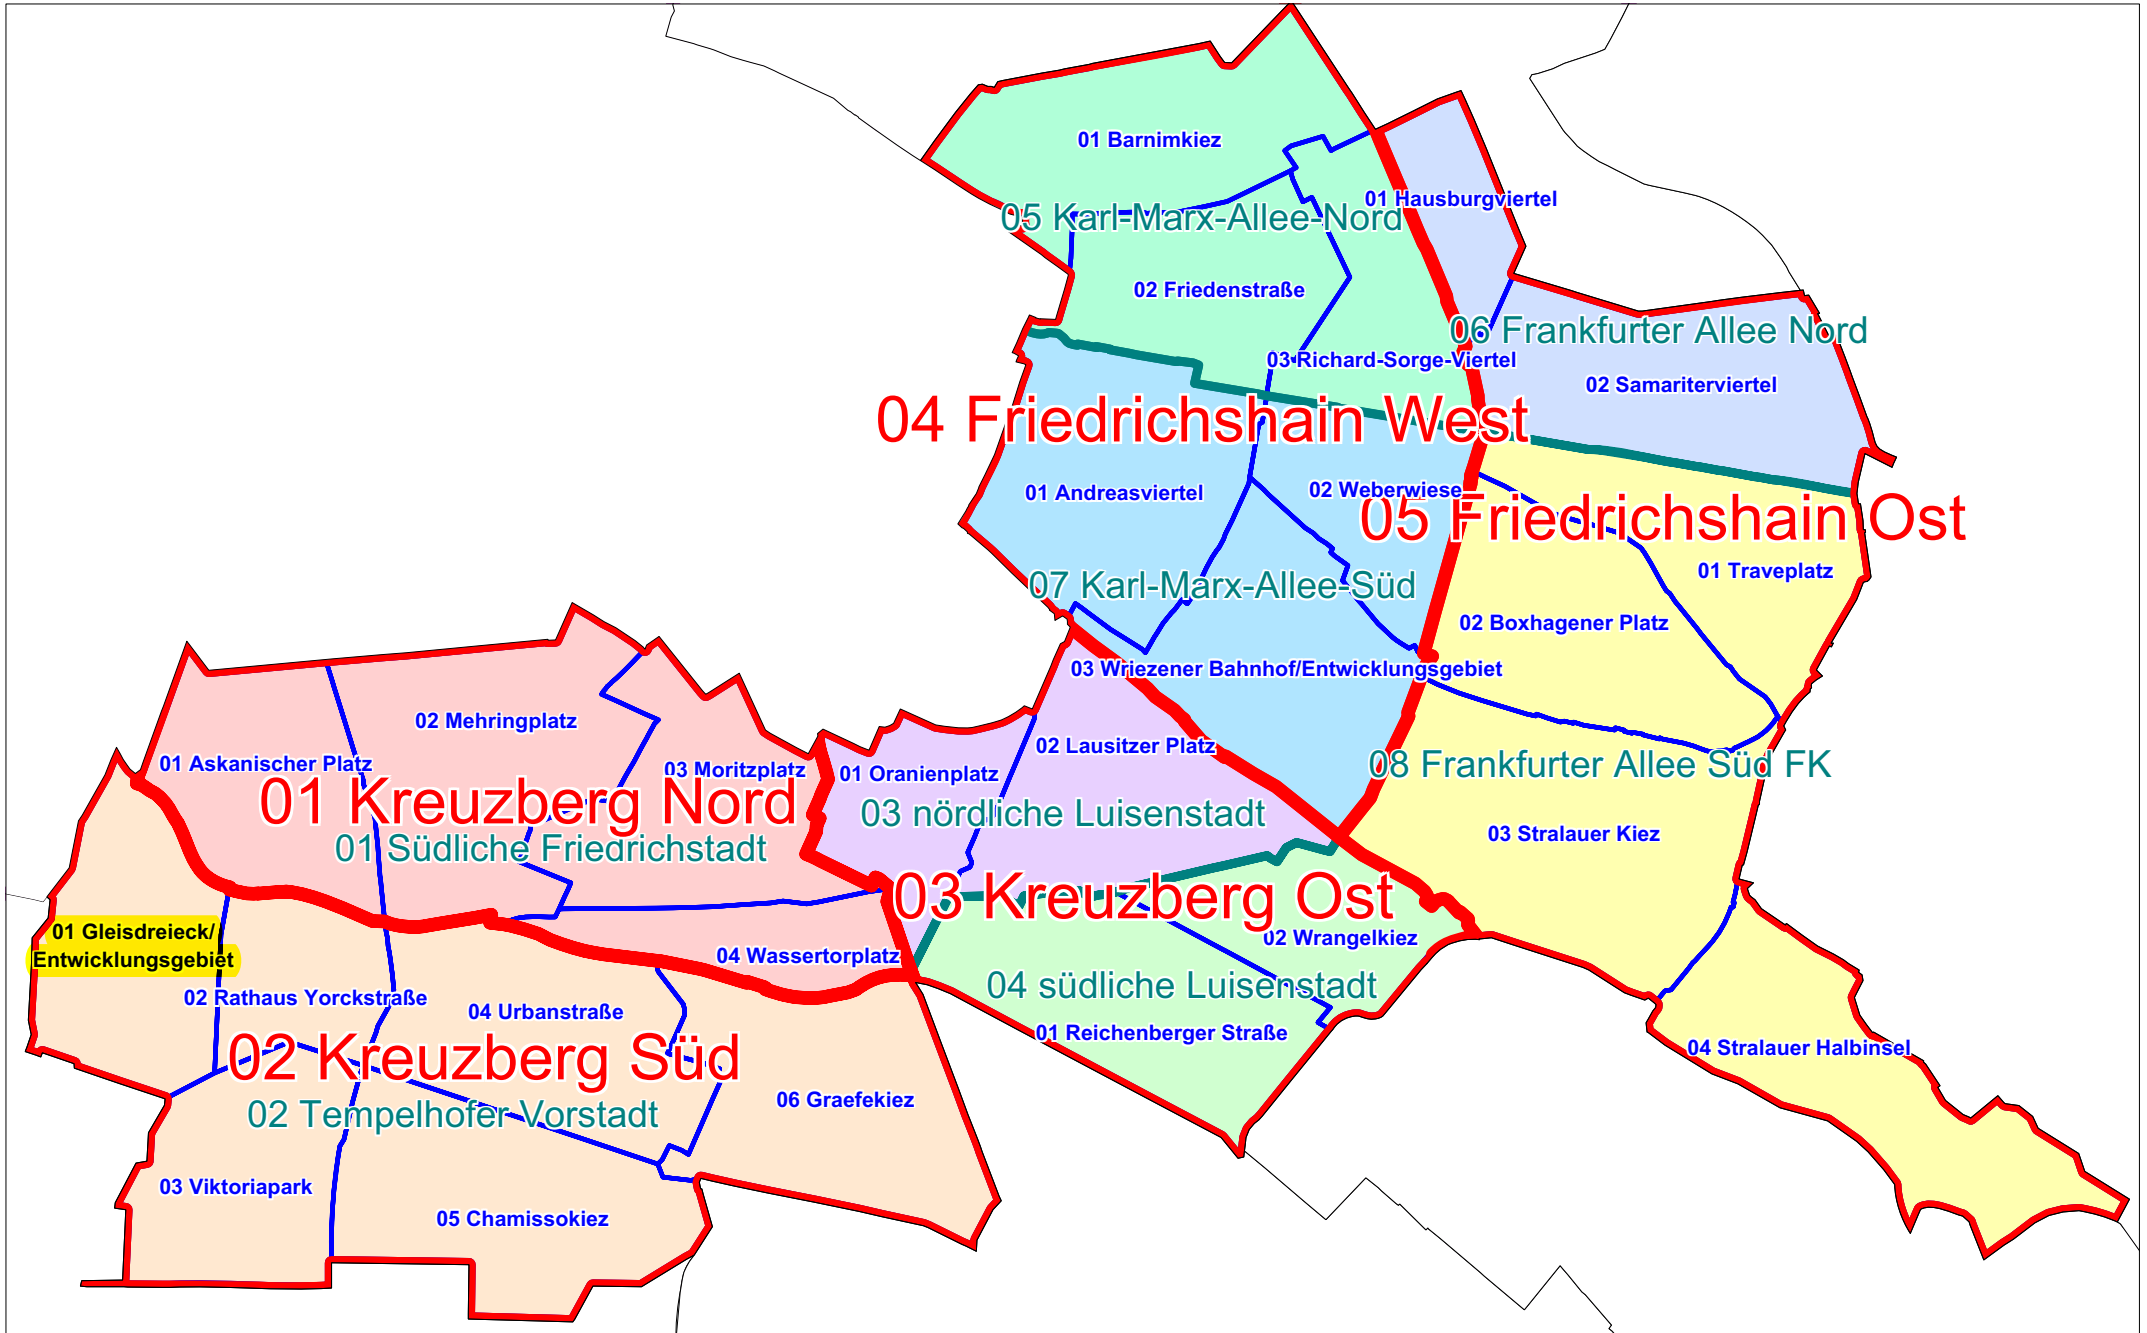 01 Barnimkiez
01 Hausburgviertel
05 Karl-Marx-Allee-Nord
02 Friedenstraße
06 Frankfurter Allee Nord
03 Richard-Sorge-Viertel
02 Samariterviertel
04 Friedrichshain West
01 Andreasviertel
02 Weberwiese
05 Friedrichshain Ost
01 Traveplatz
07 Karl-Marx-Allee-Süd
02 Boxhagener Platz
03 Wriezener Bahnhof/Entwicklungsgebiet
02 Mehringplatz
02 Lausitzer Platz
01 Askanischer Platz
03 Moritzplatz
01 Oranienplatz
08 Frankfurter Allee Süd FK
01 Kreuzberg Nord
03 nördliche Luisenstadt
03 Stralauer Kiez
01 Südliche Friedrichstadt
03 Kreuzberg Ost
01 Gleisdreieck/
Entwicklungsgebiet
02 Wrangelkiez
04 Wassertorplatz
04 südliche Luisenstadt
02 Rathaus Yorckstraße
04 Urbanstraße
01 Reichenberger Straße
04 Stralauer Halbinsel
02 Kreuzberg Süd
06 Graefekiez
02 Tempelhofer Vorstadt
03 Viktoriapark
05 Chamissokiez